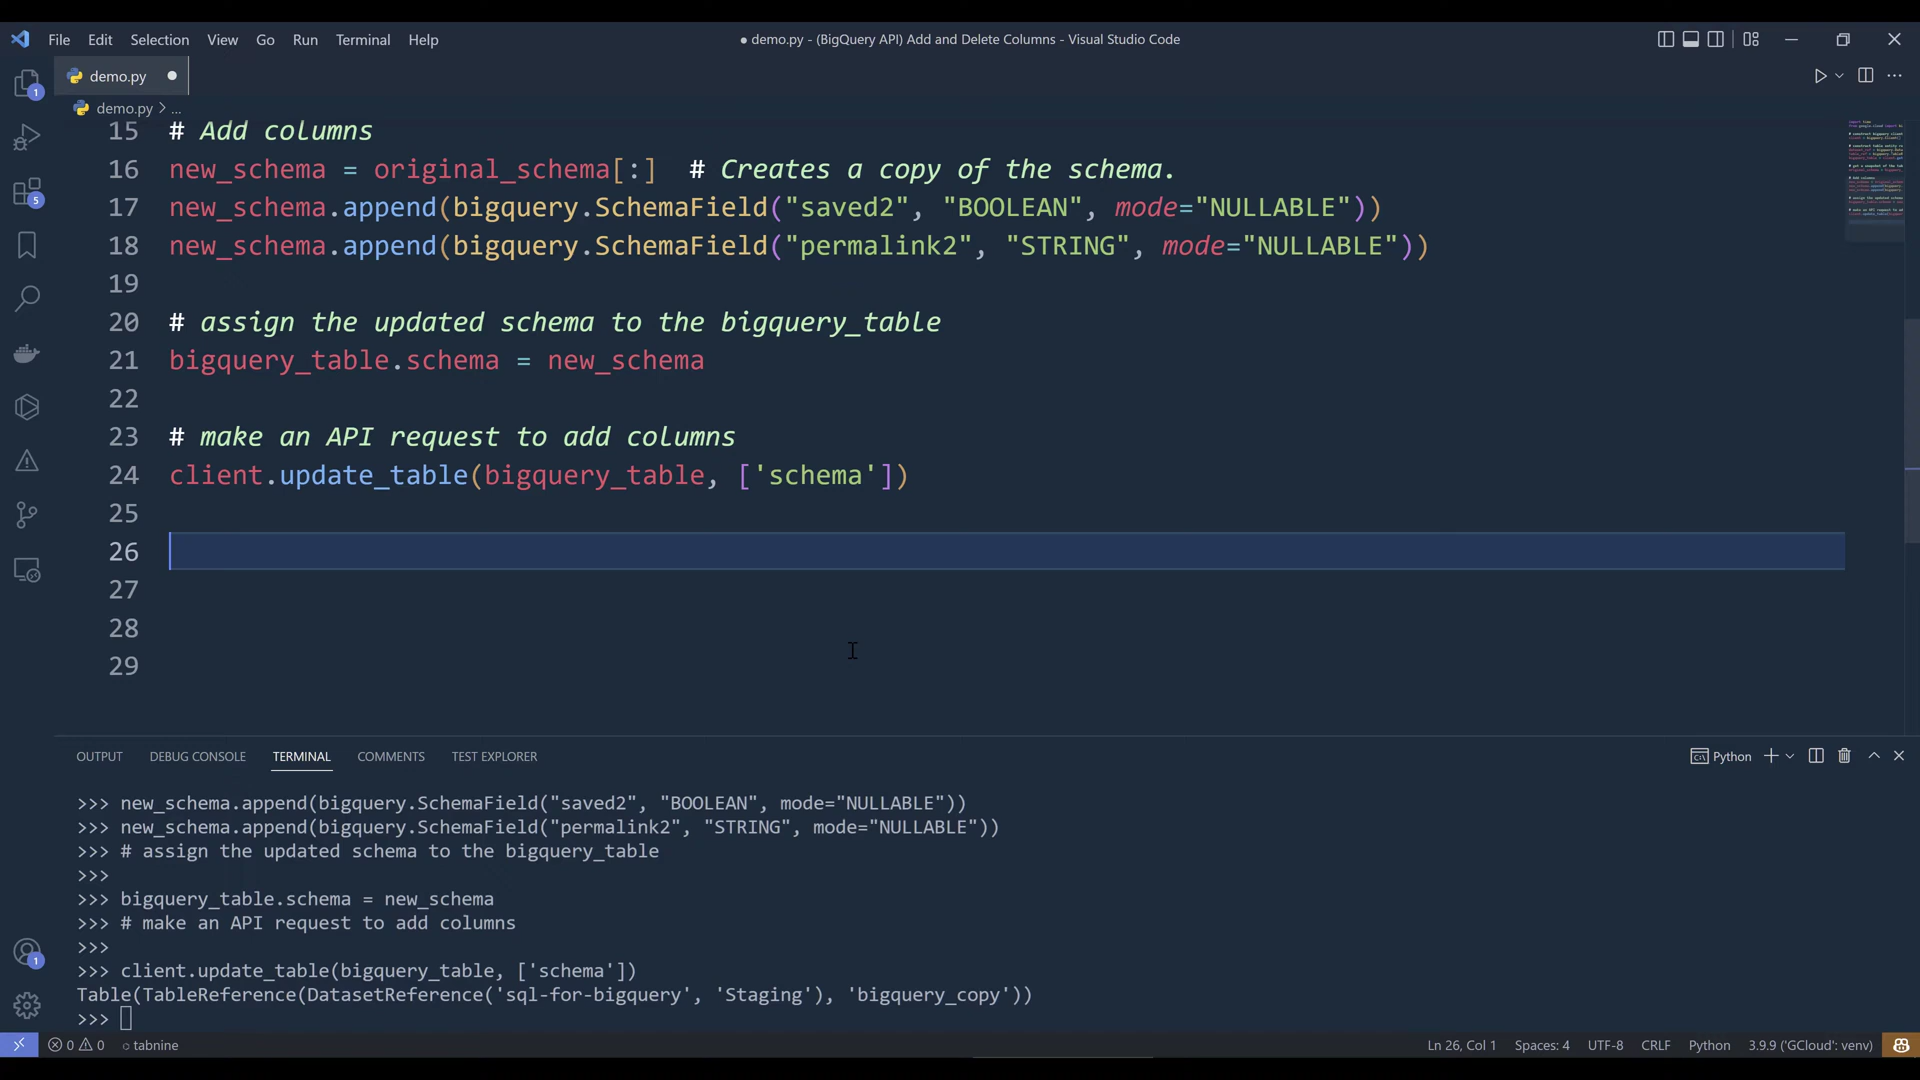 File Edit Selection View Go Run Terminal Help
● demo.py - (BigQuery API) Add and Delete Columns - Visual Studio Code
demo.py
demo.py > ...
15 # Add columns
16 new_schema = original_schema[:]  # Creates a copy of the schema.
17 new_schema.append(bigquery.SchemaField("saved2", "BOOLEAN", mode="NULLABLE"))
18 new_schema.append(bigquery.SchemaField("permalink2", "STRING", mode="NULLABLE"))
19
20 # assign the updated schema to the bigquery_table
21 bigquery_table.schema = new_schema
22
23 # make an API request to add columns
24 client.update_table(bigquery_table, ['schema'])
25
26
27
28
29
1
5
1
OUTPUT DEBUG CONSOLE TERMINAL COMMENTS TEST EXPLORER
Python
>>> new_schema.append(bigquery.SchemaField("saved2", "BOOLEAN", mode="NULLABLE"))
>>> new_schema.append(bigquery.SchemaField("permalink2", "STRING", mode="NULLABLE"))
>>> # assign the updated schema to the bigquery_table
>>>
>>> bigquery_table.schema = new_schema
>>> # make an API request to add columns
>>>
>>> client.update_table(bigquery_table, ['schema'])
Table(TableReference(DatasetReference('sql-for-bigquery', 'Staging'), 'bigquery_copy'))
>>>
0 0 tabnine
Ln 26, Col 1 Spaces: 4 UTF-8 CRLF Python 3.9.9 ('GCloud': venv)